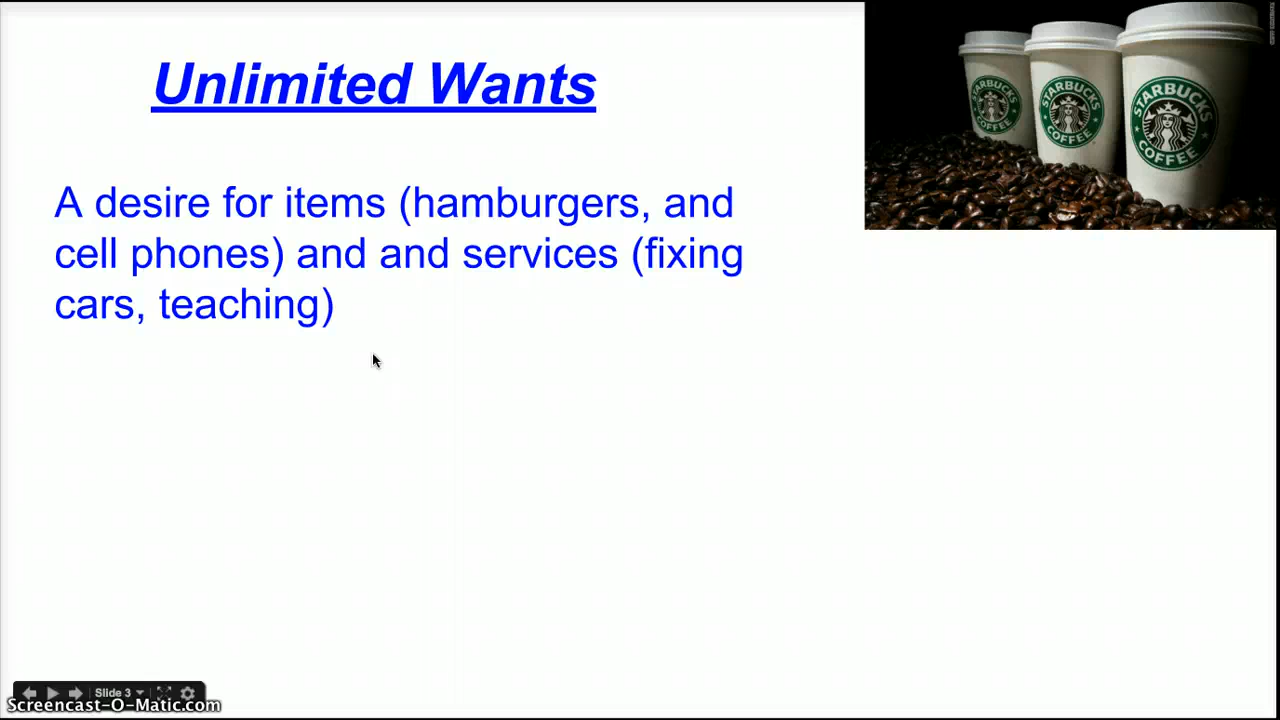 Unlimited Wants
A desire for items (hamburgers, and
cell phones) and and services (fixing
cars, teaching)
STARBUCKS
COFFEE
STARBUCKS
COFFEE
STARBUCKS
COFFEE
Slide 3
Screencast-O-Matic.com